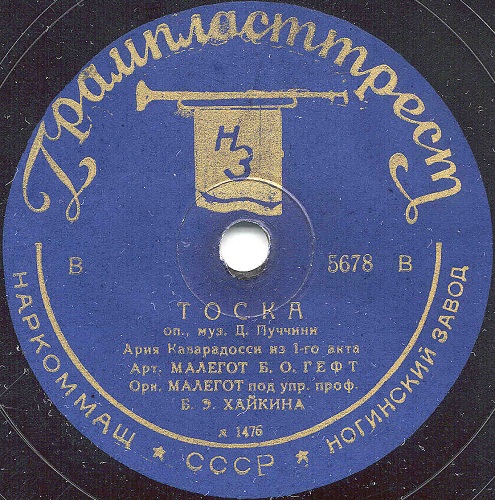 Грампласттрест
НЗ
В 5678 В
ТОСКА
оп., муз. Д. Пуччини
Ария Каварадосси из 1-го акта
Арт. МАЛЕГОТ Б. О. ГЕФТ
Орк. МАЛЕГОТ под упр. проф.
Б. Э. ХАЙКИНА
д 1476
НАРКОММАШ ★ СССР ★ НОГИНСКИЙ ЗАВОД